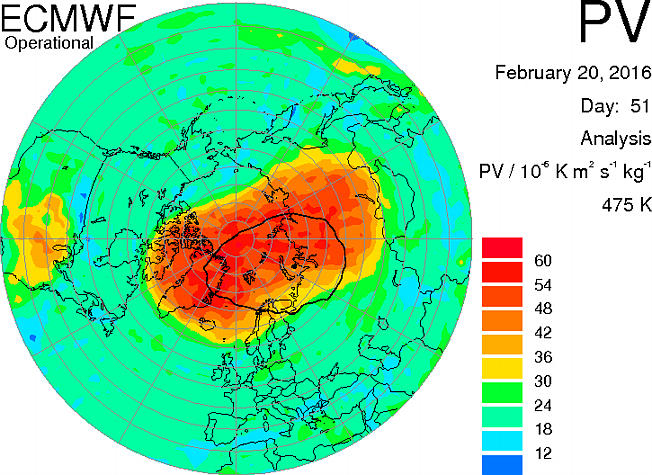 ECMWF
Operational
PV
February 20, 2016
Day: 51
Analysis
PV / 10⁻⁶ K m² s⁻¹ kg⁻¹
475 K
60
54
48
42
36
30
24
18
12